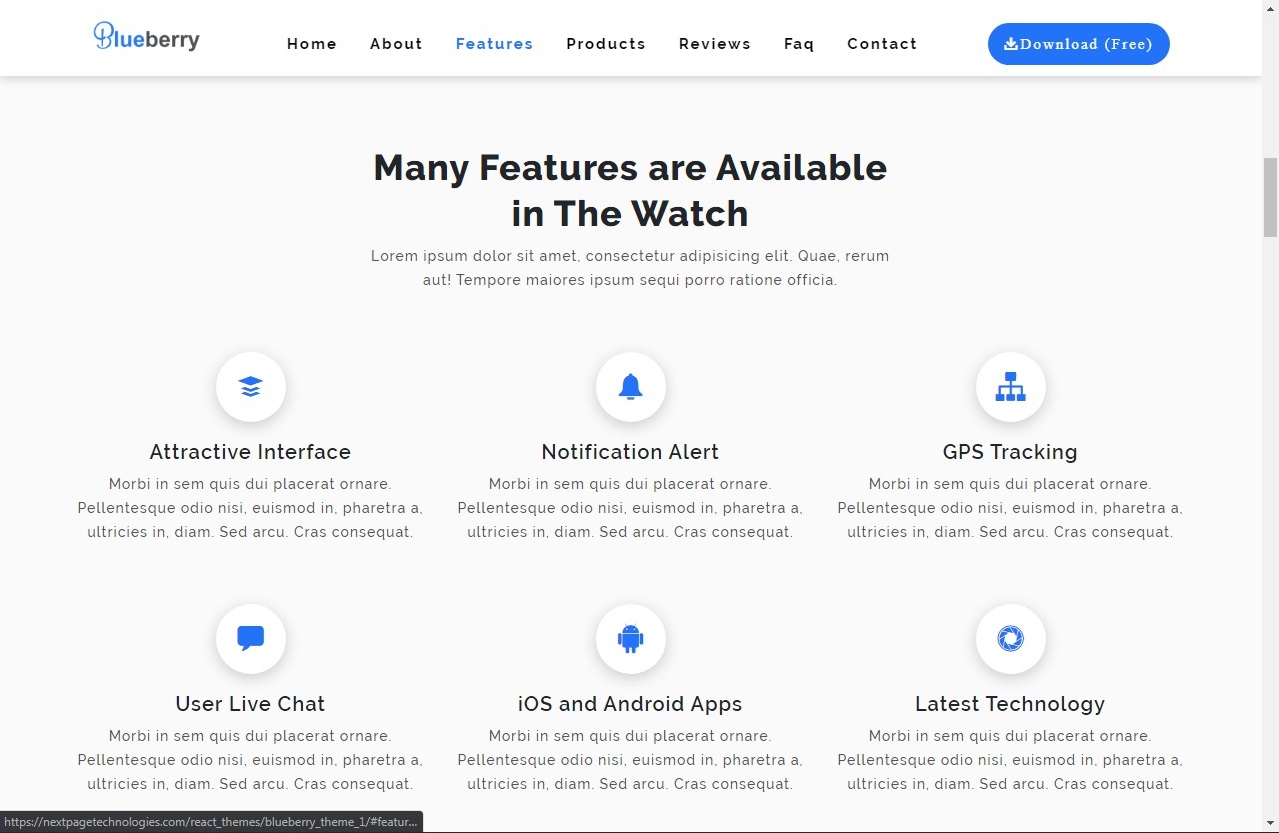 Blueberry
Home About Features Products Reviews Faq Contact
Download (Free)
Many Features are Available
in The Watch
Lorem ipsum dolor sit amet, consectetur adipisicing elit. Quae, rerum
aut! Tempore maiores ipsum sequi porro ratione officia.
Attractive Interface
Morbi in sem quis dui placerat ornare.
Pellentesque odio nisi, euismod in, pharetra a,
ultricies in, diam. Sed arcu. Cras consequat.
Notification Alert
Morbi in sem quis dui placerat ornare.
Pellentesque odio nisi, euismod in, pharetra a,
ultricies in, diam. Sed arcu. Cras consequat.
GPS Tracking
Morbi in sem quis dui placerat ornare.
Pellentesque odio nisi, euismod in, pharetra a,
ultricies in, diam. Sed arcu. Cras consequat.
User Live Chat
Morbi in sem quis dui placerat ornare.
Pellentesque odio nisi, euismod in, pharetra a,
ultricies in, diam. Sed arcu. Cras consequat.
iOS and Android Apps
Morbi in sem quis dui placerat ornare.
Pellentesque odio nisi, euismod in, pharetra a,
ultricies in, diam. Sed arcu. Cras consequat.
Latest Technology
Morbi in sem quis dui placerat ornare.
Pellentesque odio nisi, euismod in, pharetra a,
ultricies in, diam. Sed arcu. Cras consequat.
https://nextpagetechnologies.com/react_themes/blueberry_theme_1/#featur...